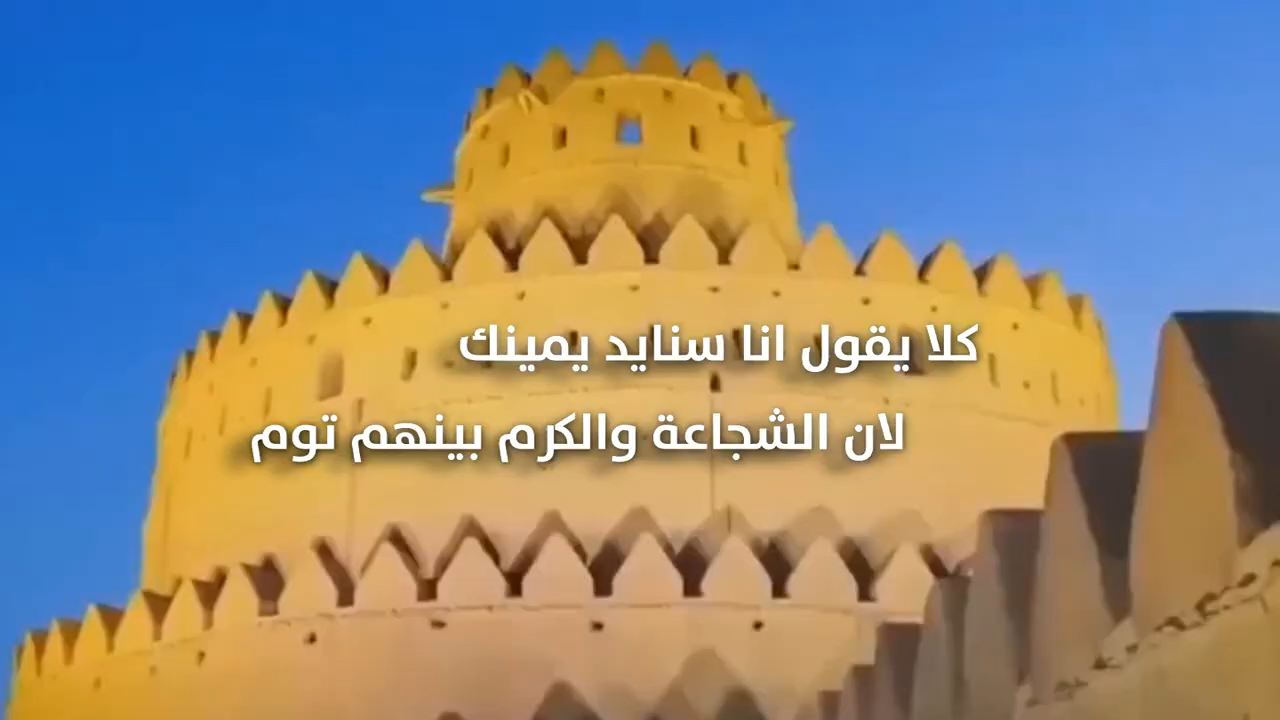 كلا يقول انا سنايد يمينك
لان الشجاعة والكرم بينهم توم